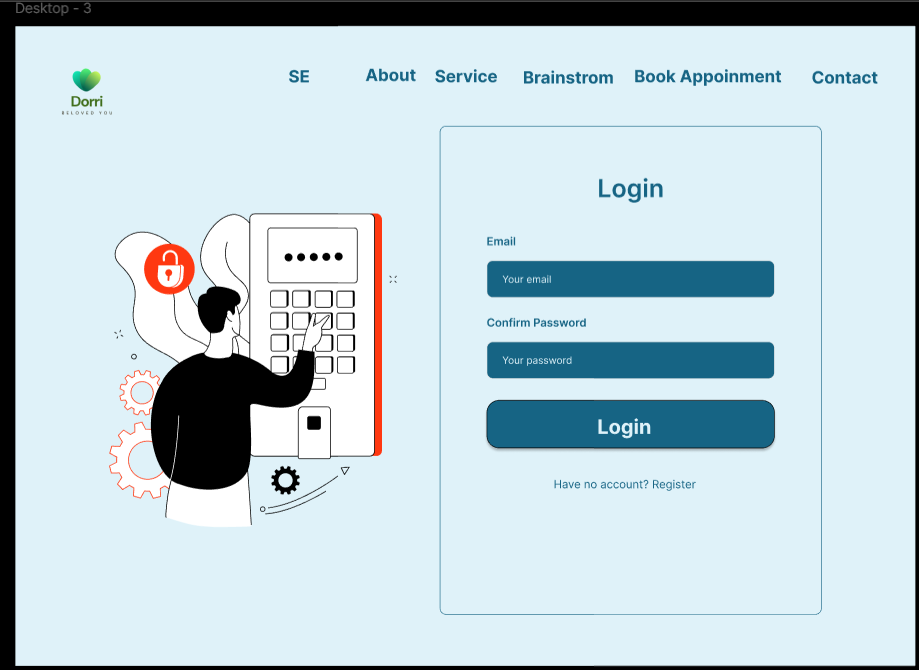 Desktop - 3
SE About Service Brainstrom Book Appoinment Contact
Dorri
BELOVED YOU
Login
Email
Your email
Confirm Password
Your password
Login
Have no account? Register